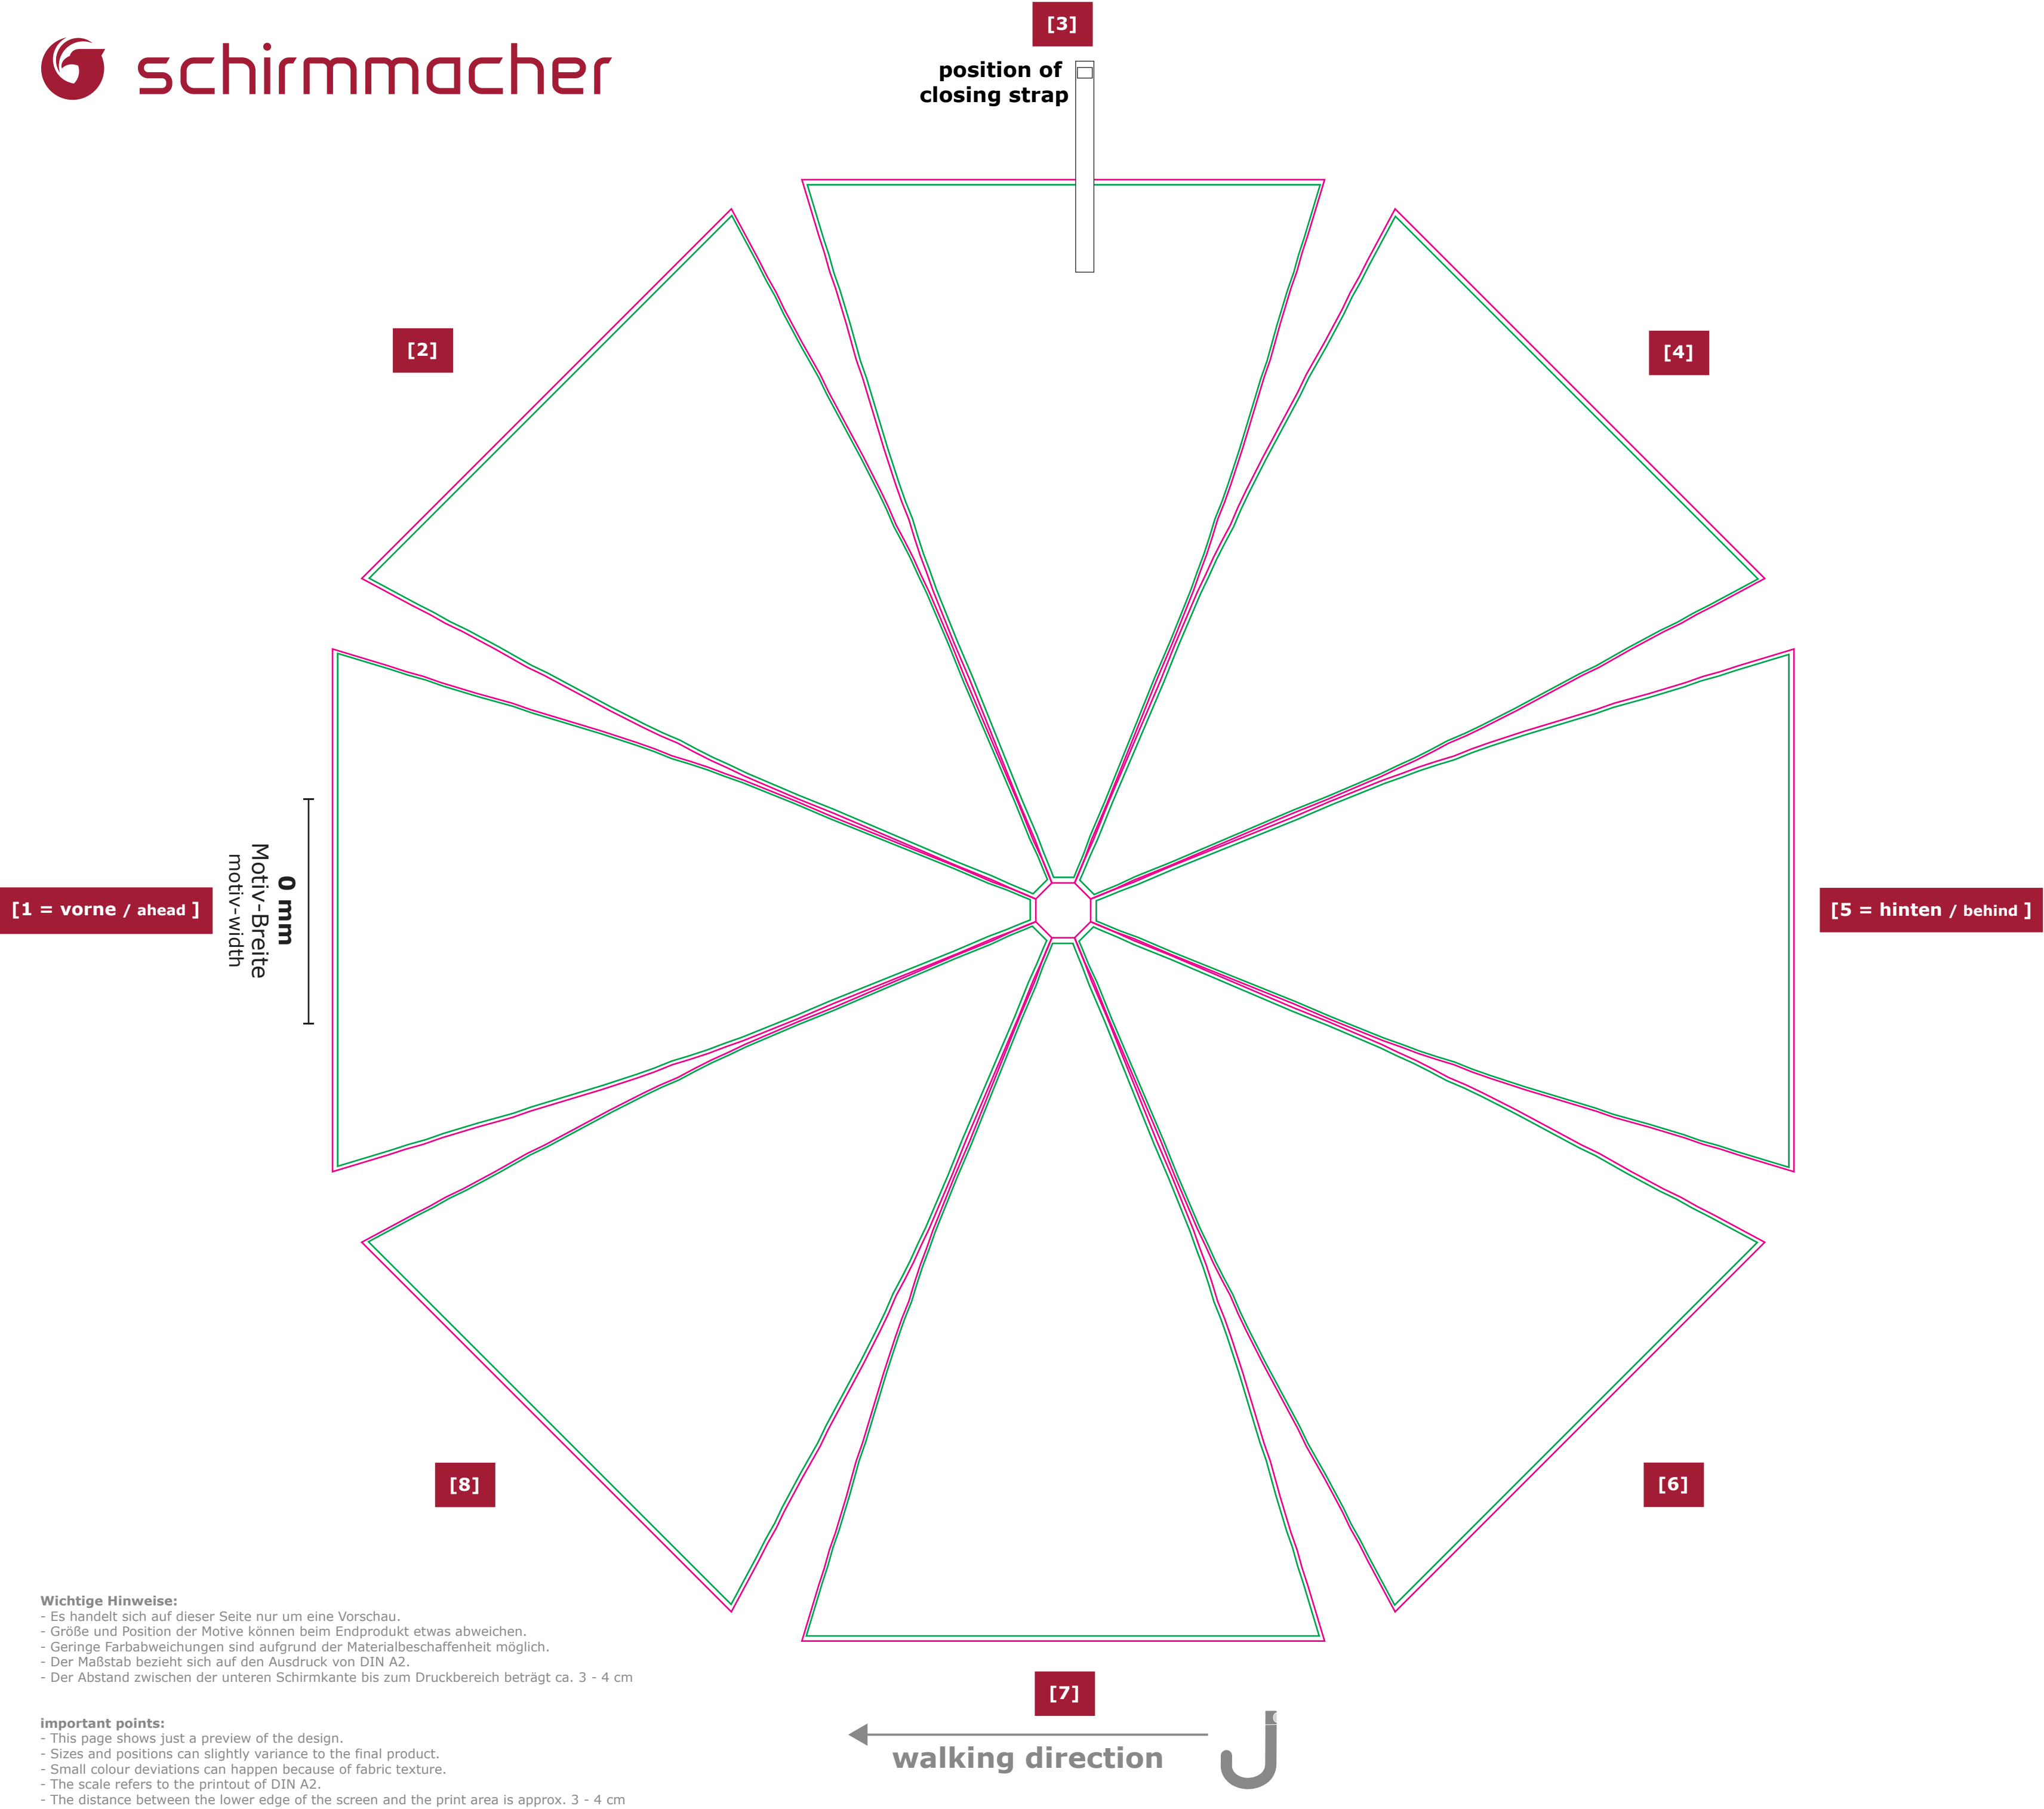 [3]
schirmmacher
position of
closing strap
[2]
[4]
0 mm
Motiv-Breite
motiv-width
[1 = vorne / ahead ]
[5 = hinten / behind ]
[8]
[6]
Wichtige Hinweise:
- Es handelt sich auf dieser Seite nur um eine Vorschau.
- Größe und Position der Motive können beim Endprodukt etwas abweichen.
- Geringe Farbabweichungen sind aufgrund der Materialbeschaffenheit möglich.
- Der Maßstab bezieht sich auf den Ausdruck von DIN A2.
- Der Abstand zwischen der unteren Schirmkante bis zum Druckbereich beträgt ca. 3 - 4 cm
[7]
important points:
- This page shows just a preview of the design.
- Sizes and positions can slightly variance to the final product.
- Small colour deviations can happen because of fabric texture.
- The scale refers to the printout of DIN A2.
- The distance between the lower edge of the screen and the print area is approx. 3 - 4 cm
walking direction